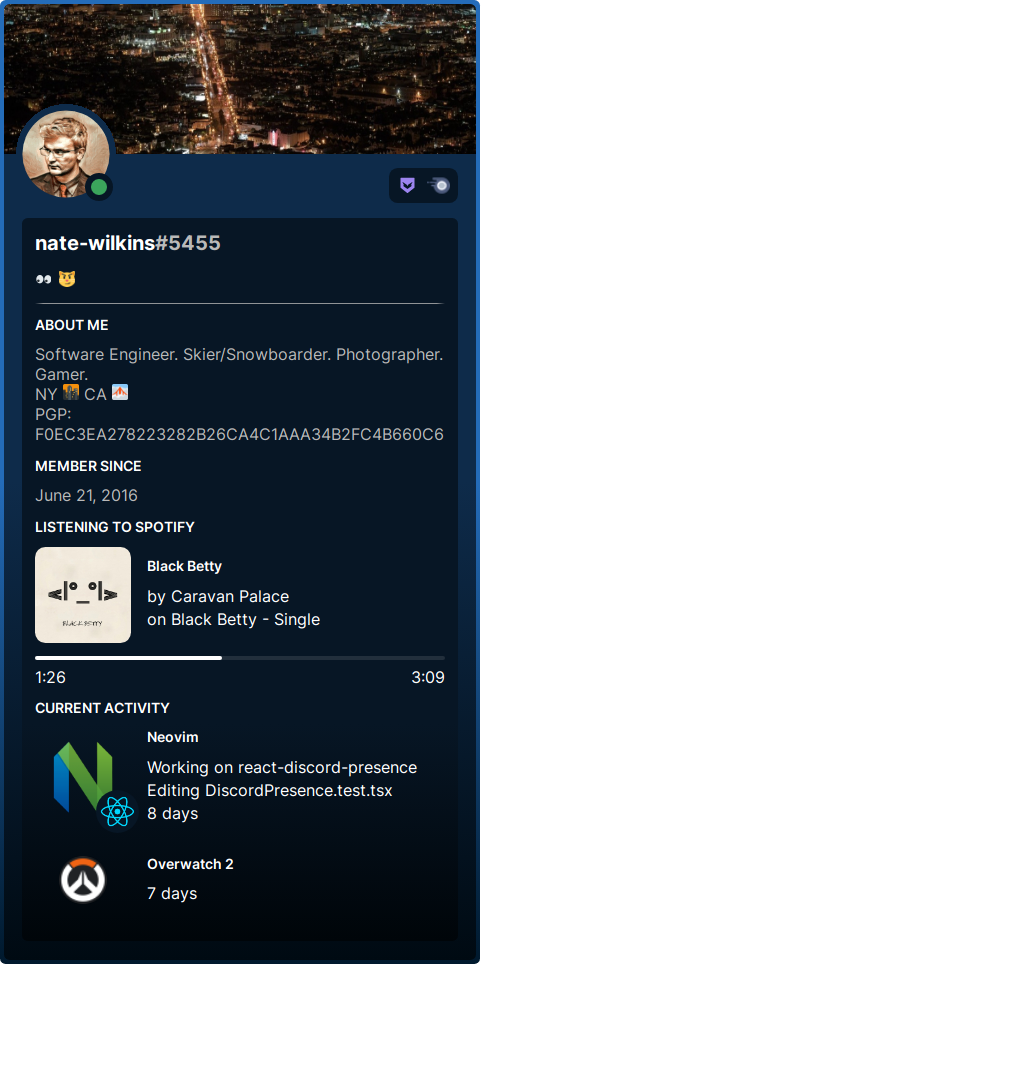 nate-wilkins#5455
ABOUT ME
Software Engineer. Skier/Snowboarder. Photographer.
Gamer.
NY 🌇 CA ⛱
PGP:
F0EC3EA278223282B26CA4C1AAA34B2FC4B660C6
MEMBER SINCE
June 21, 2016
LISTENING TO SPOTIFY
<|°_°|>
BLACK BETTY
Black Betty
by Caravan Palace
on Black Betty - Single
1:26 3:09
CURRENT ACTIVITY
Neovim
Working on react-discord-presence
Editing DiscordPresence.test.tsx
8 days
Overwatch 2
7 days